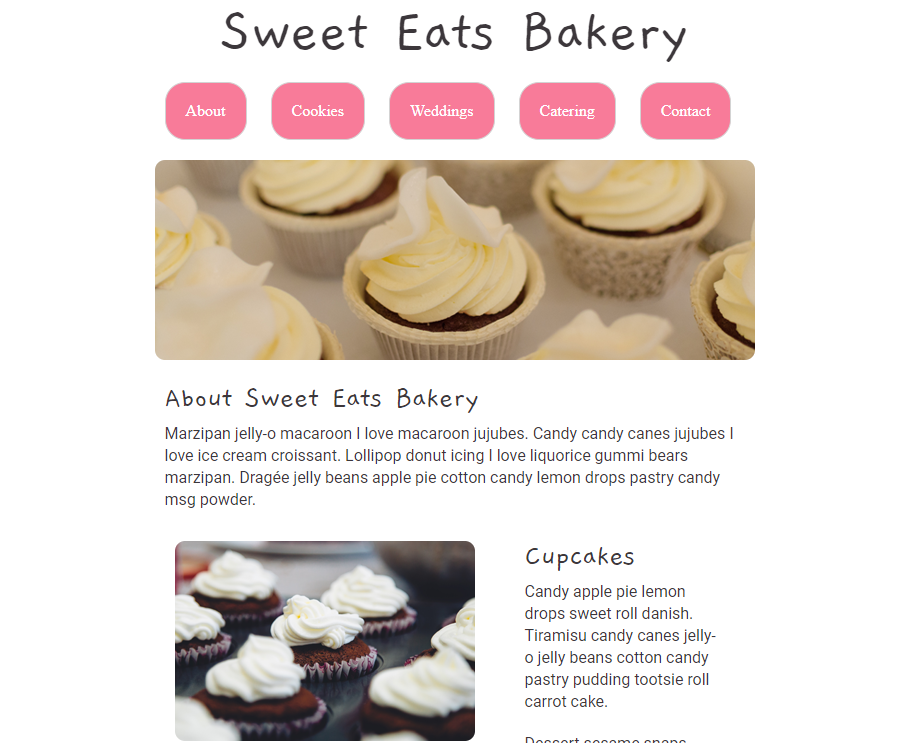 Sweet Eats Bakery
About Cookies Weddings Catering Contact
About Sweet Eats Bakery
Marzipan jelly-o macaroon I love macaroon jujubes. Candy candy canes jujubes I
love ice cream croissant. Lollipop donut icing I love liquorice gummi bears
marzipan. Dragée jelly beans apple pie cotton candy lemon drops pastry candy
msg powder.
Cupcakes
Candy apple pie lemon
drops sweet roll danish.
Tiramisu candy canes jelly-
o jelly beans cotton candy
pastry pudding tootsie roll
carrot cake.
Dessert sesame snaps